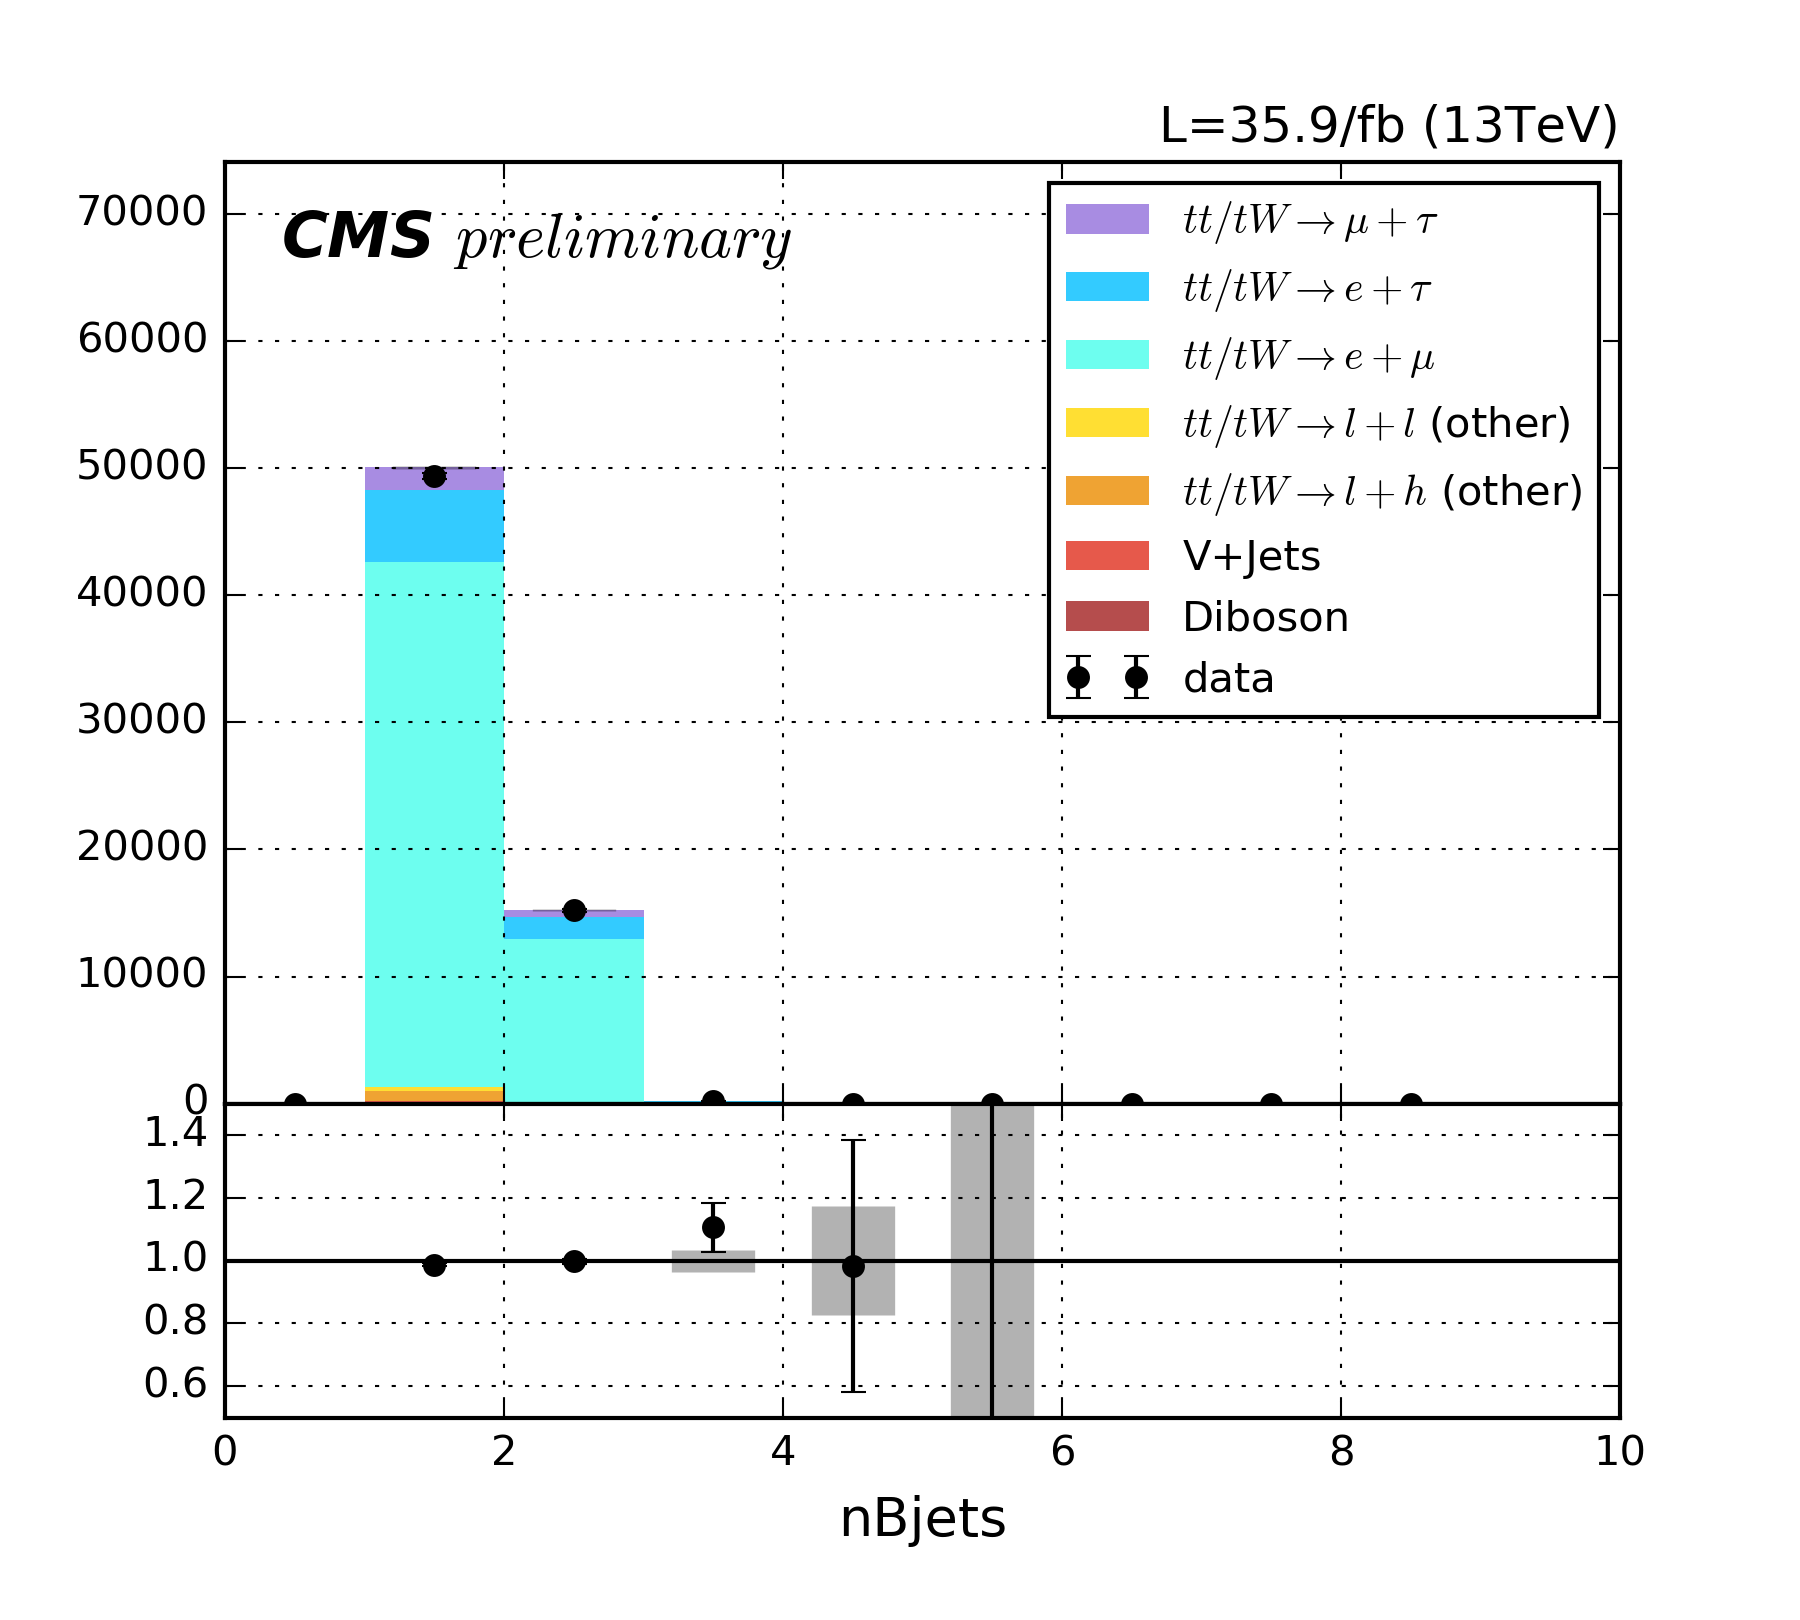 L=35.9/fb (13TeV)
CMS preliminary
70000
60000
50000
40000
30000
20000
10000
0
tt/tW→μ+τ
tt/tW→e+τ
tt/tW→e+μ
tt/tW→l+l (other)
tt/tW→l+h (other)
V+Jets
Diboson
data
1.4
1.2
1.0
0.8
0.6
0 2 4 6 8 10
nBjets